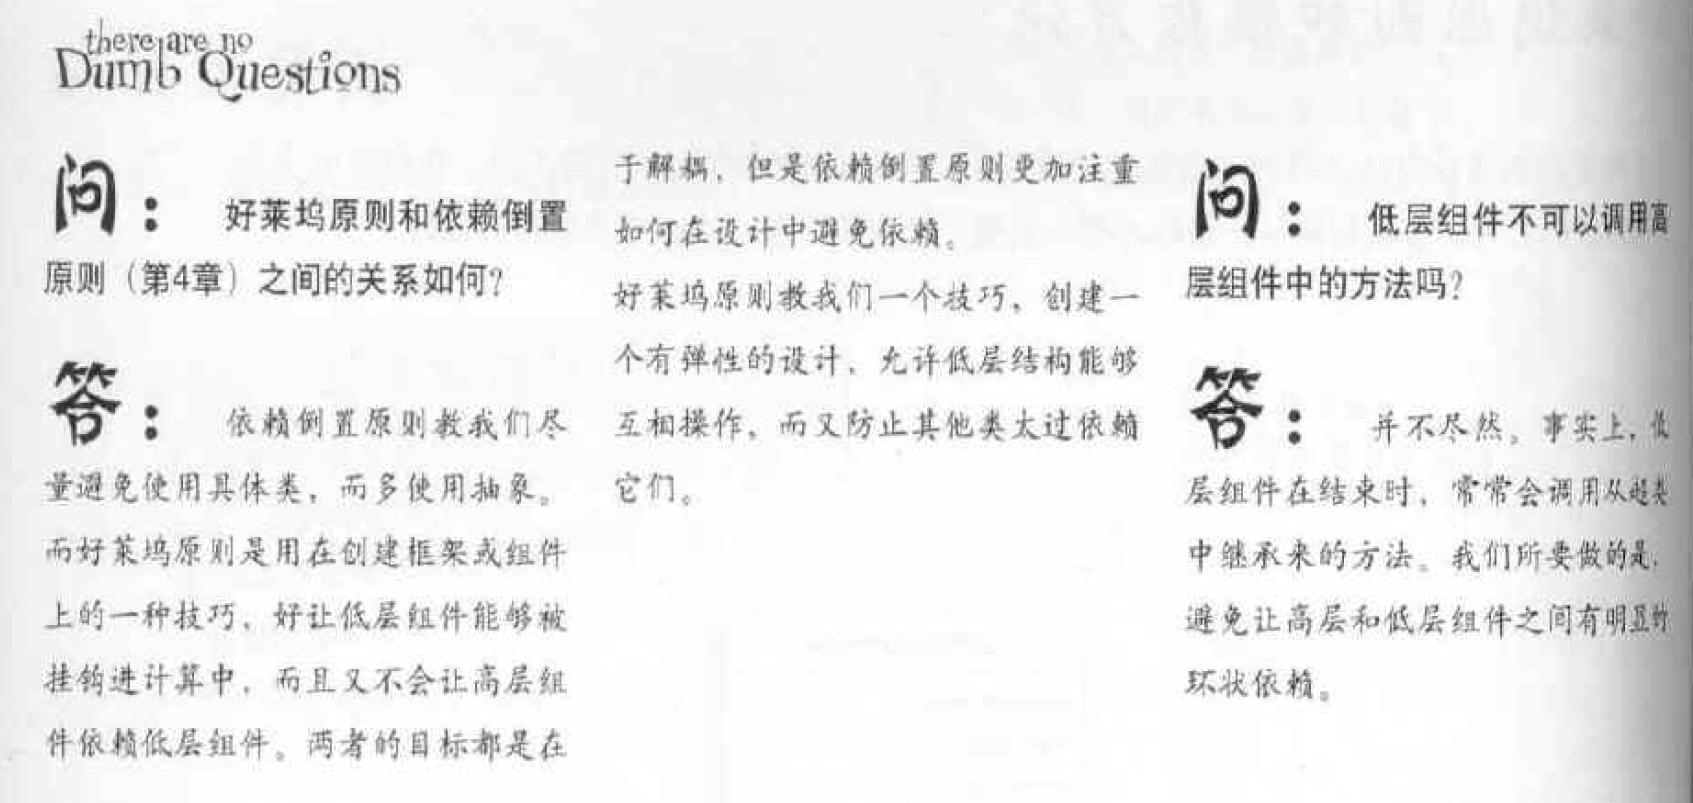 there are no
Dumb Questions
问：好莱坞原则和依赖倒置
原则（第4章）之间的关系如何？
答：依赖倒置原则教我们尽
量避免使用具体类，而多使用抽象。
而好莱坞原则是用在创建框架或组件
上的一种技巧，好让低层组件能够被
挂钩进计算中，而且又不会让高层组
件依赖低层组件。两者的目标都是在
于解耦，但是依赖倒置原则更加注重
如何在设计中避免依赖。
好莱坞原则教我们一个技巧，创建一
个有弹性的设计，允许低层结构能够
互相操作，而又防止其他类太过依赖
它们。
问：低层组件不可以调用高
层组件中的方法吗？
答：并不尽然。事实上，低
层组件在结束时，常常会调用从超类
中继承来的方法。我们所要做的是，
避免让高层和低层组件之间有明显的
环状依赖。